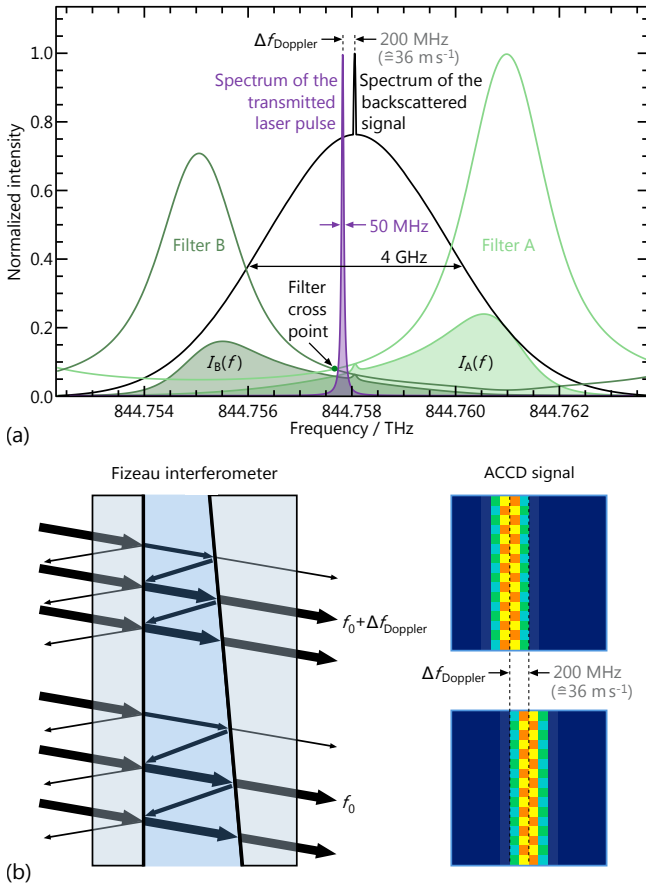 Δf_Doppler
200 MHz
(≙36 m s⁻¹)
1.0
0.8
0.6
0.4
0.2
0.0
Normalized intensity
Spectrum of the
transmitted
laser pulse
Spectrum of the
backscattered
signal
50 MHz
Filter B
Filter A
4 GHz
Filter
cross
point
I_B(f)
I_A(f)
844.754
844.756
844.758
844.760
844.762
Frequency / THz
(a)
Fizeau interferometer
ACCD signal
f₀+Δf_Doppler
Δf_Doppler
200 MHz
(≙36 m s⁻¹)
f₀
(b)